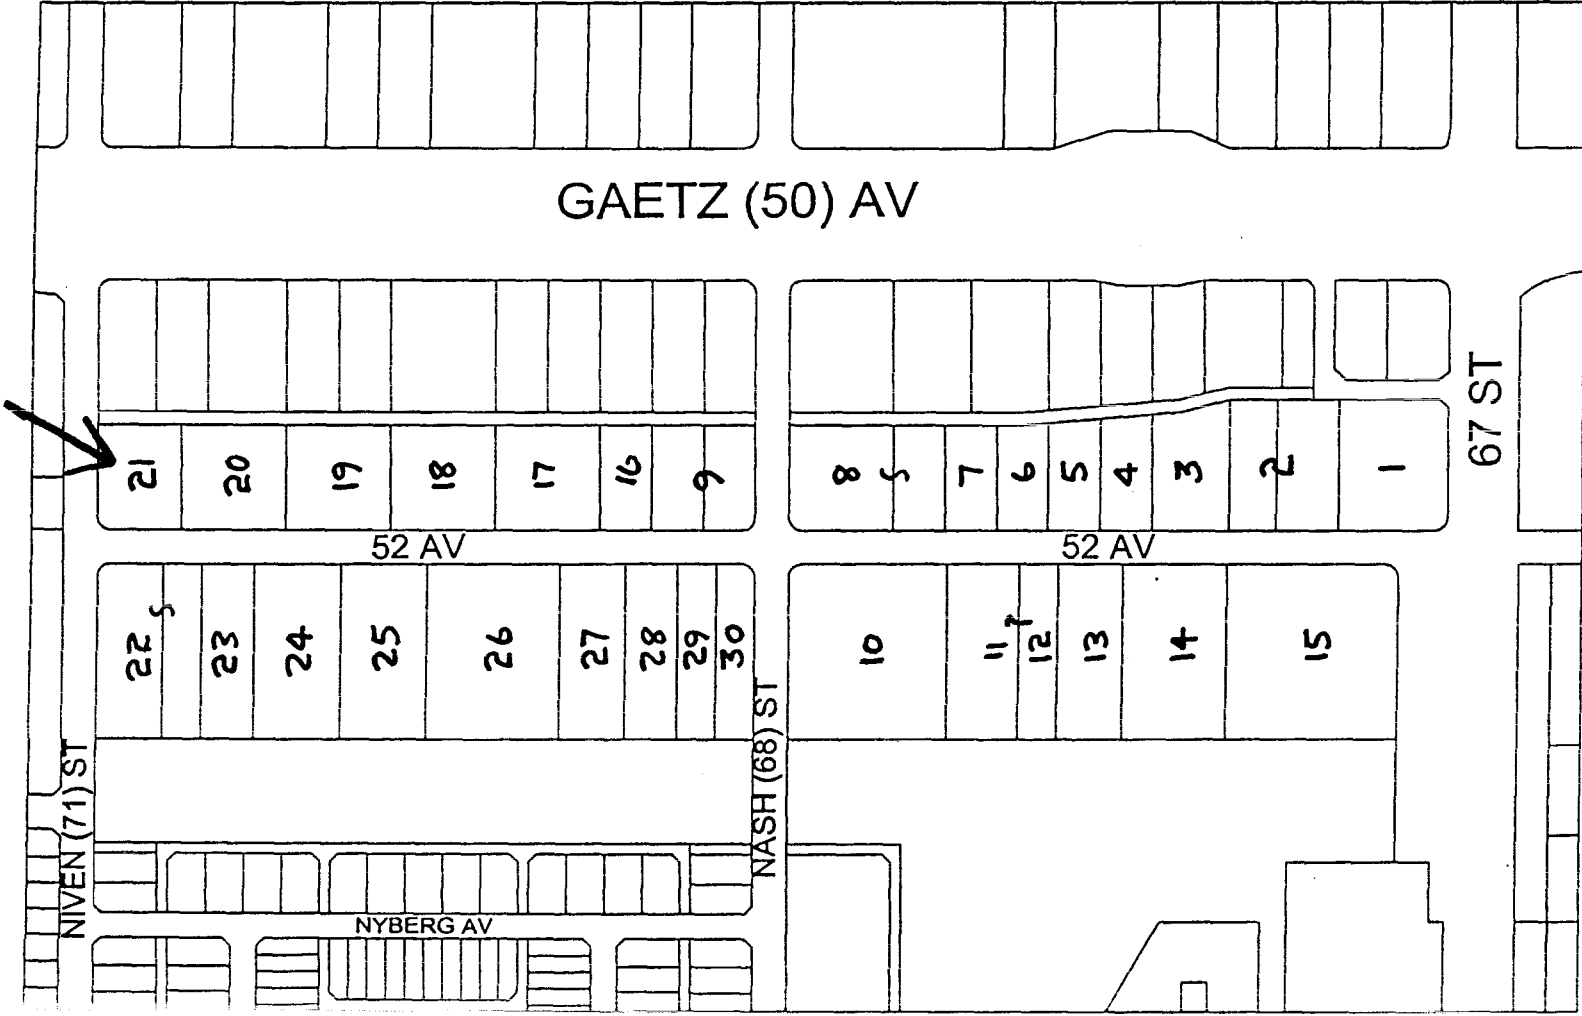 GAETZ (50) AV
67 ST
21 20 19 18 17 16 9 8 S 7 6 5 4 3 2 1
52 AV 52 AV
22 S 23 24 25 26 27 28 29 30 10 11 ? 12 13 14 15
NIVEN (71) ST
NASH (68) ST
NYBERG AV